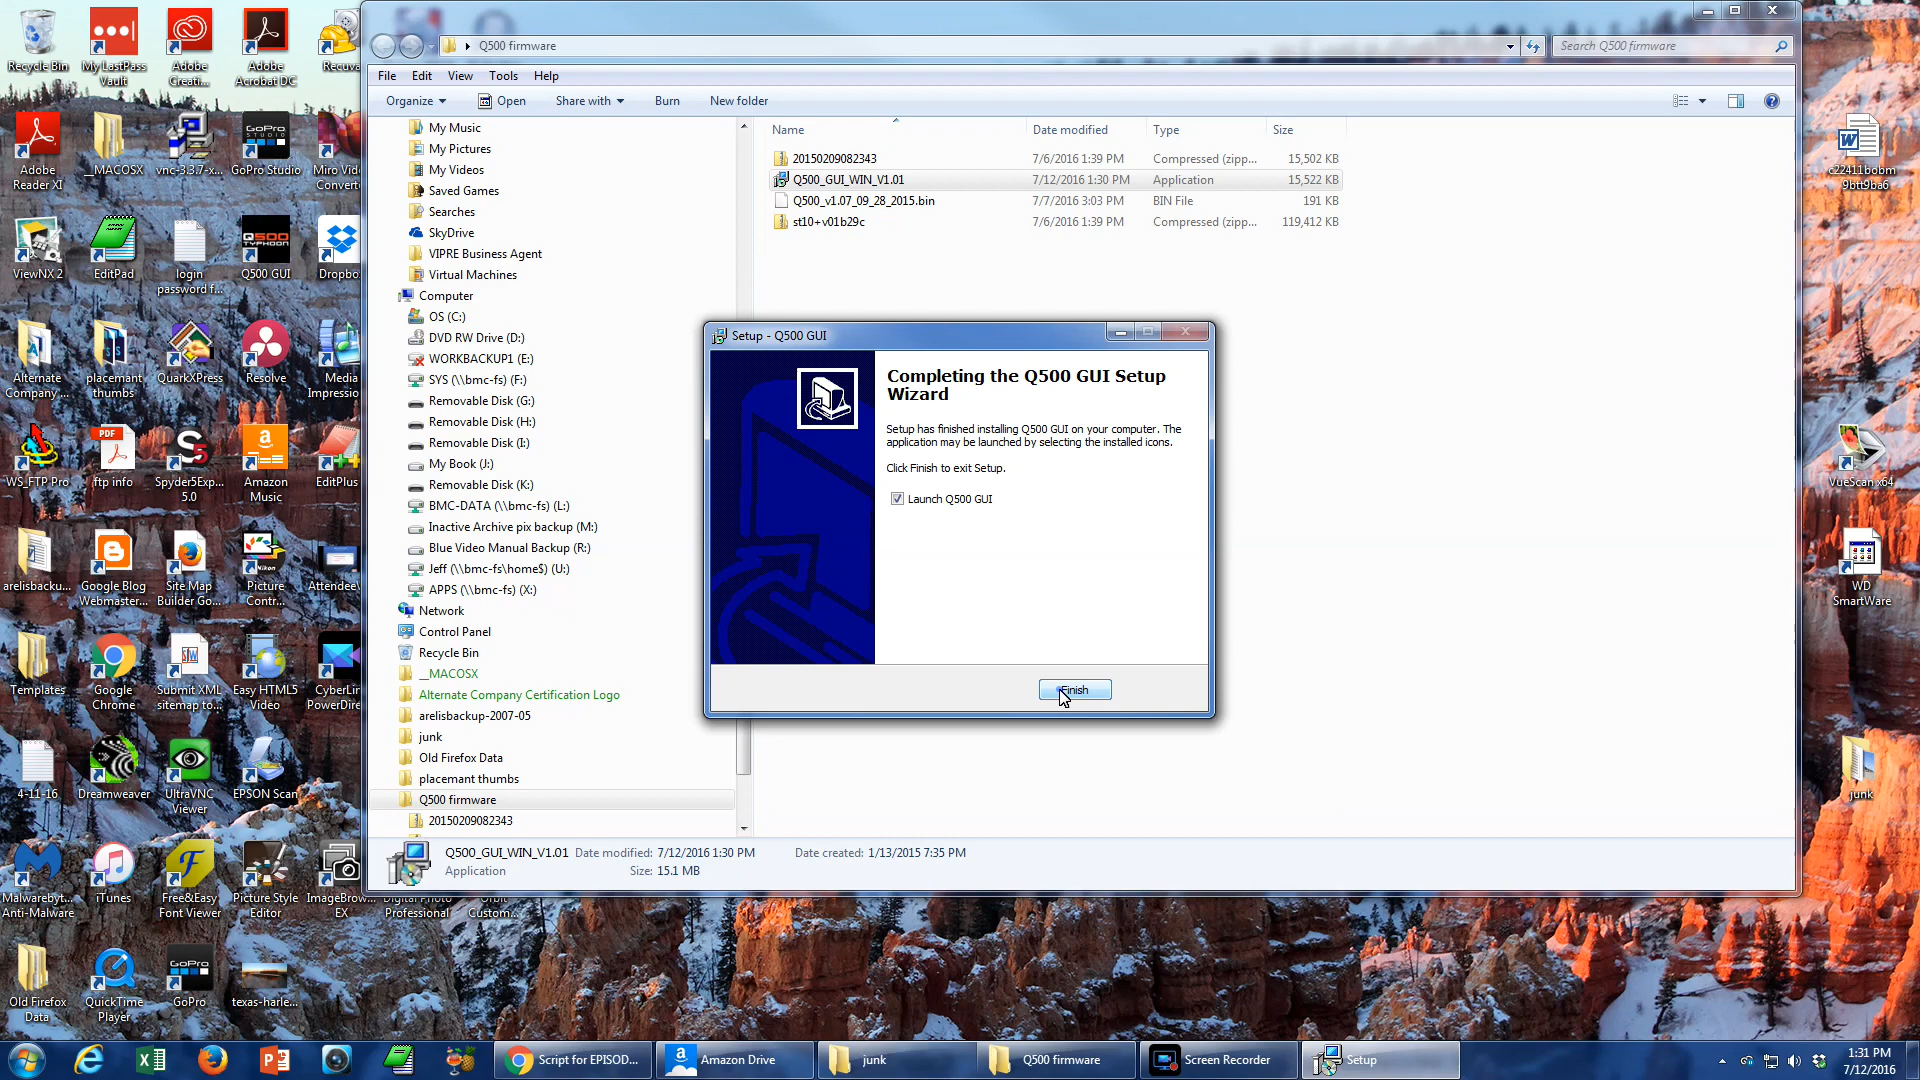 Recycle Bin
My LastPass
Vault
Adobe
Creati...
Adobe
Acrobat DC
Recuva
Adobe
Reader XI
__MACOSX
vnc-3.3.7-x...
GoPro Studio
Miro Video
Converte
ViewNX 2
EditPad
login
password f...
Q500 GUI
Dropbo
Alternate
Company ...
placemant
thumbs
QuarkXPress
Resolve
Media
Impression
WS_FTP Pro
ftp info
Spyder5Exp...
5.0
Amazon
Music
EditPlus
arelisbacku...
Google Blog
Webmaster...
Site Map
Builder Go...
Picture
Contr...
Attendee
Templates
Google
Chrome
Submit XML
sitemap to...
Easy HTML5
Video
CyberLin
PowerDire
4-11-16
Dreamweaver
UltraVNC
Viewer
EPSON Scan
Malwarebyt...
Anti-Malware
iTunes
Free&Easy
Font Viewer
Picture Style
Editor
ImageBrow...
EX
Digital Photo
Professional
Orbit
Custom...
Old Firefox
Data
QuickTime
Player
GoPro
texas-harle...
Q500 firmware
Search Q500 firmware
File Edit View Tools Help
Organize Open Share with Burn New folder
My Music
My Pictures
My Videos
Saved Games
Searches
SkyDrive
VIPRE Business Agent
Virtual Machines
Computer
OS (C:)
DVD RW Drive (D:)
WORKBACKUP1 (E:)
SYS (\\bmc-fs) (F:)
Removable Disk (G:)
Removable Disk (H:)
Removable Disk (I:)
My Book (J:)
Removable Disk (K:)
BMC-DATA (\\bmc-fs) (L:)
Inactive Archive pix backup (M:)
Blue Video Manual Backup (R:)
Jeff (\\bmc-fs\home$) (U:)
APPS (\\bmc-fs) (X:)
Network
Control Panel
Recycle Bin
__MACOSX
Alternate Company Certification Logo
arelisbackup-2007-05
junk
Old Firefox Data
placemant thumbs
Q500 firmware
20150209082343
Name Date modified Type Size
20150209082343 7/6/2016 1:39 PM Compressed (zipp... 15,502 KB
Q500_GUI_WIN_V1.01 7/12/2016 1:30 PM Application 15,522 KB
Q500_v1.07_09_28_2015.bin 7/7/2016 3:03 PM BIN File 191 KB
st10+v01b29c 7/6/2016 1:39 PM Compressed (zipp... 119,412 KB
Setup - Q500 GUI
Completing the Q500 GUI Setup
Wizard
Setup has finished installing Q500 GUI on your computer. The
application may be launched by selecting the installed icons.
Click Finish to exit Setup.
Launch Q500 GUI
Finish
Q500_GUI_WIN_V1.01 Date modified: 7/12/2016 1:30 PM Date created: 1/13/2015 7:35 PM
Application Size: 15.1 MB
c22411bobm
9btt9ba6
VueScan x64
WD
SmartWare
junk
Script for EPISOD...
Amazon Drive
junk
Q500 firmware
Screen Recorder
Setup
1:31 PM
7/12/2016